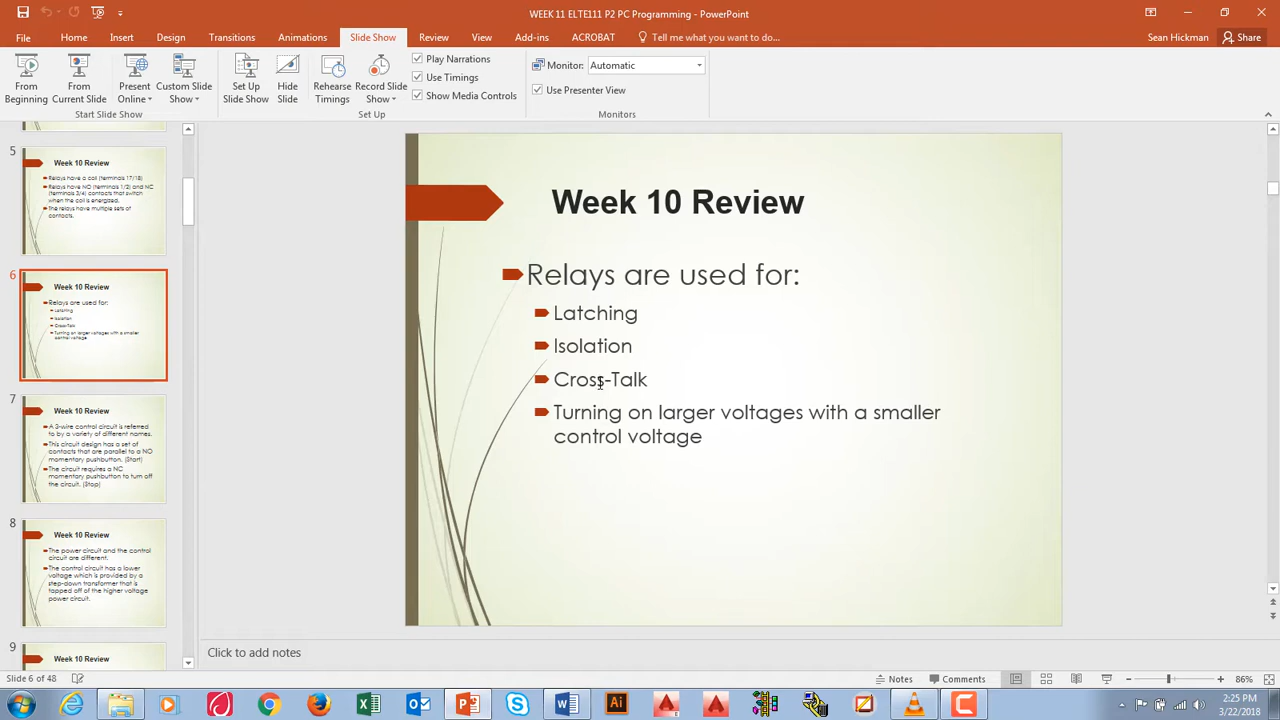 WEEK 11 ELTE111 P2 PC Programming - PowerPoint
File Home Insert Design Transitions Animations Slide Show Review View Add-ins ACROBAT Tell me what you want to do... Sean Hickman Share
From Beginning
From Current Slide
Present Online
Custom Slide Show
Set Up Slide Show
Hide Slide
Rehearse Timings
Record Slide Show
Play Narrations
Use Timings
Show Media Controls
Monitor: Automatic
Use Presenter View
Start Slide Show Set Up Monitors
5
Week 10 Review
Relays have a coil (terminals 17/18)
Relays have NO (terminals 1/2) and NC
(terminals 3/4) contacts that switch
when the coil is energized.
The relays have multiple sets of
contacts.
6
Week 10 Review
Relays are used for:
Latching
Isolation
Cross-Talk
Turning on larger voltages with a smaller
control voltage
7
Week 10 Review
A 3-wire control circuit is referred
to by a variety of different names.
This circuit design has a set of
contacts that are parallel to a NO
momentary pushbutton. (Start)
The circuit requires a NC
momentary pushbutton to turn off
the circuit. (Stop)
8
Week 10 Review
The power circuit and the control
circuit are different.
The control circuit has a lower
voltage which is provided by a
step-down transformer that is
tapped off of the higher voltage
power circuit.
9
Week 10 Review
Week 10 Review
Relays are used for:
Latching
Isolation
Cross-Talk
Turning on larger voltages with a smaller
control voltage
Click to add notes
Slide 6 of 48 Notes Comments 86%
Ai
2:25 PM
3/22/2018